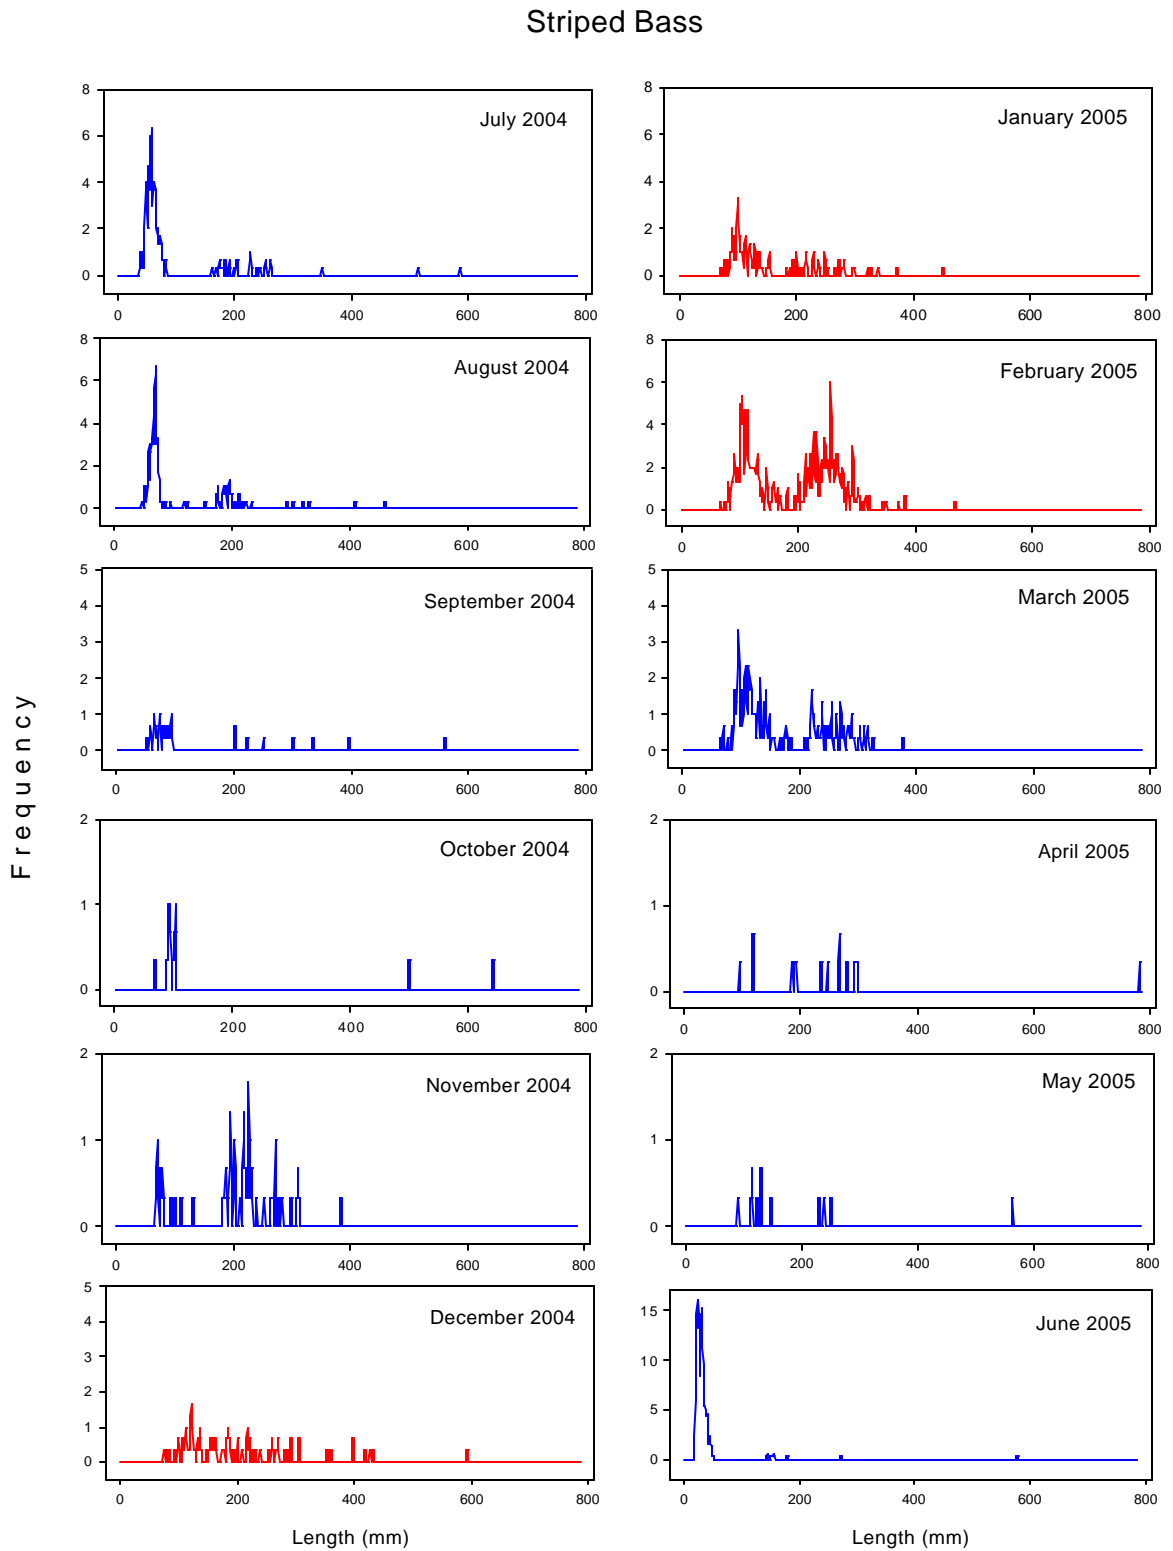 Striped Bass
Frequency
8
6
4
2
0
July 2004
0 200 400 600 800
8
6
4
2
0
January 2005
0 200 400 600 800
8
6
4
2
0
August 2004
0 200 400 600 800
8
6
4
2
0
February 2005
0 200 400 600 800
5
4
3
2
1
0
September 2004
0 200 400 600 800
5
4
3
2
1
0
March 2005
0 200 400 600 800
2
1
0
October 2004
0 200 400 600 800
2
1
0
April 2005
0 200 400 600 800
2
1
0
November 2004
0 200 400 600 800
2
1
0
May 2005
0 200 400 600 800
5
4
3
2
1
0
December 2004
0 200 400 600 800
Length (mm)
15
10
5
0
June 2005
0 200 400 600 800
Length (mm)